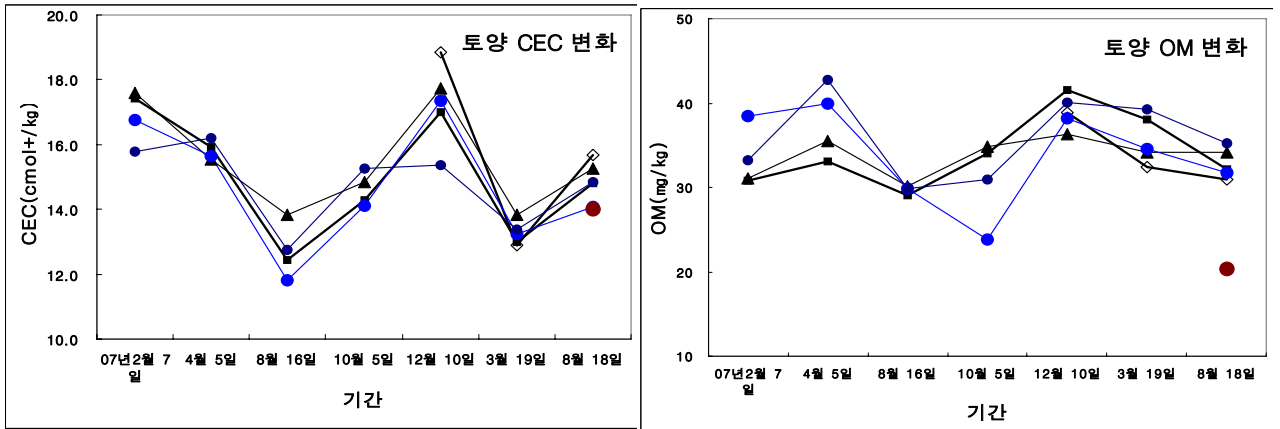 토양 CEC 변화
CEC(cmol+/kg)
20.0
18.0
16.0
14.0
12.0
10.0
07년2월 7일
4월 5일
8월 16일
10월 5일
12월 10일
3월 19일
8월 18일
기간
토양 OM 변화
OM(㎎/kg)
50
40
30
20
10
07년2월 7일
4월 5일
8월 16일
10월 5일
12월 10일
3월 19일
8월 18일
기간